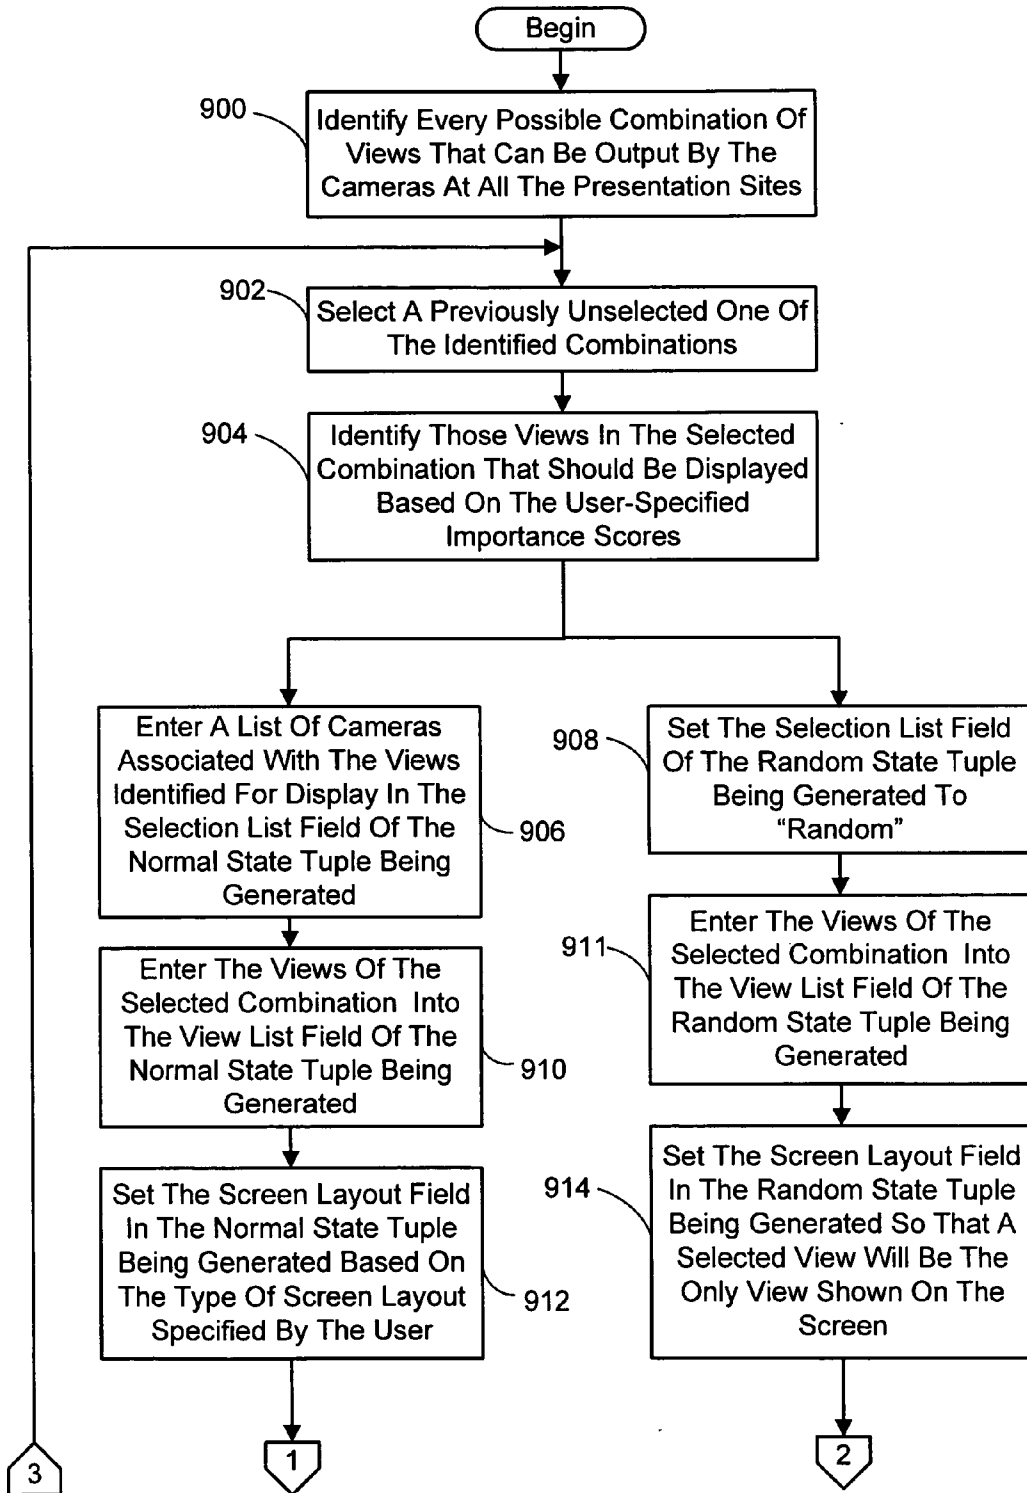 Begin
900
Identify Every Possible Combination Of
Views That Can Be Output By The
Cameras At All The Presentation Sites
902
Select A Previously Unselected One Of
The Identified Combinations
904
Identify Those Views In The Selected
Combination That Should Be Displayed
Based On The User-Specified
Importance Scores
Enter A List Of Cameras
Associated With The Views
Identified For Display In The
Selection List Field Of The
Normal State Tuple Being
Generated
906
908
Set The Selection List Field
Of The Random State Tuple
Being Generated To
“Random”
Enter The Views Of The
Selected Combination Into
The View List Field Of The
Normal State Tuple Being
Generated
910
911
Enter The Views Of The
Selected Combination Into
The View List Field Of The
Random State Tuple Being
Generated
Set The Screen Layout Field
In The Normal State Tuple
Being Generated Based On
The Type Of Screen Layout
Specified By The User
912
914
Set The Screen Layout Field
In The Random State Tuple
Being Generated So That A
Selected View Will Be The
Only View Shown On The
Screen
3
1
2